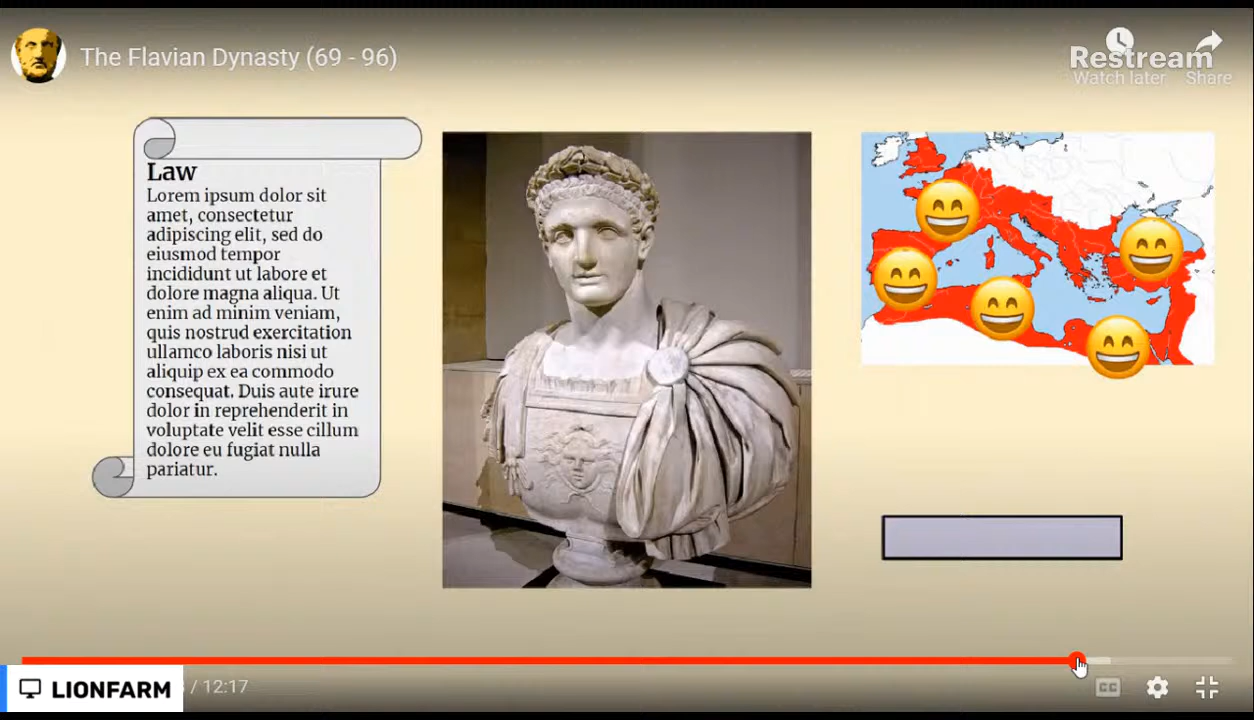 The Flavian Dynasty (69 - 96)
Restream
Watch later
Share
Law
Lorem ipsum dolor sit
amet, consectetur
adipiscing elit, sed do
eiusmod tempor
incididunt ut labore et
dolore magna aliqua. Ut
enim ad minim veniam,
quis nostrud exercitation
ullamco laboris nisi ut
aliquip ex ea commodo
consequat. Duis aute irure
dolor in reprehenderit in
voluptate velit esse cillum
dolore eu fugiat nulla
pariatur.
LIONFARM
/ 12:17
CC